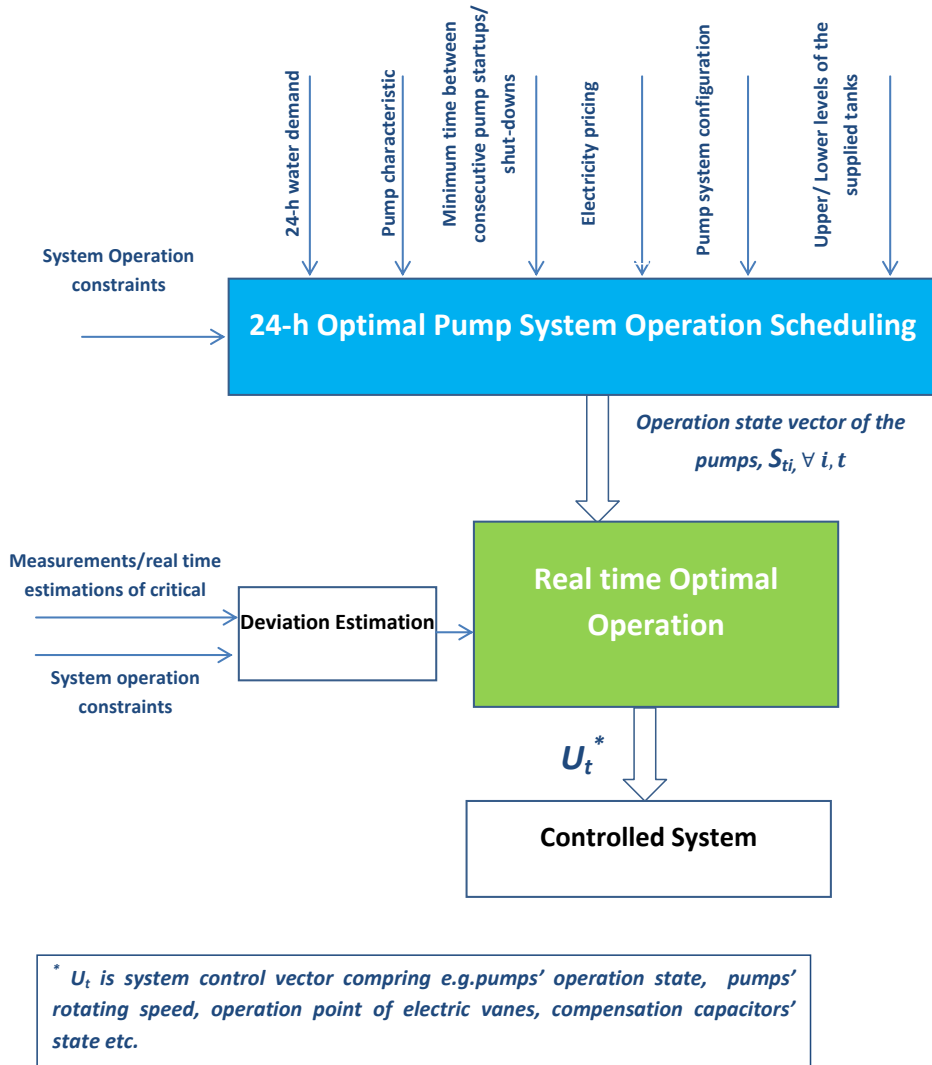 24-h water demand
Pump characteristic
Minimum time between
consecutive pump startups/
shut-downs
Electricity pricing
Pump system configuration
Upper/ Lower levels of the
supplied tanks
System Operation
constraints
24-h Optimal Pump System Operation Scheduling
Operation state vector of the
pumps, S_ti, ∀ i, t
Measurements/real time
estimations of critical
Deviation Estimation
System operation
constraints
Real time Optimal
Operation
U_t *
Controlled System
* U_t is system control vector compring e.g.pumps’ operation state, pumps’
rotating speed, operation point of electric vanes, compensation capacitors’
state etc.